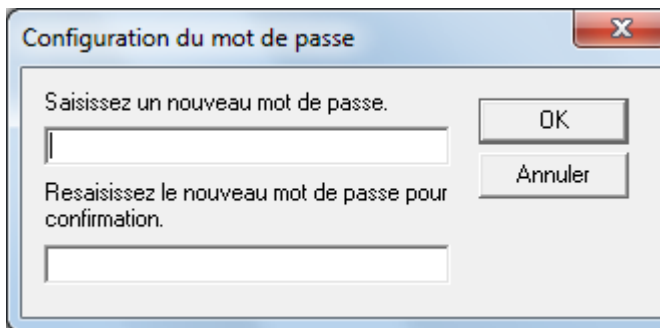 Configuration du mot de passe
Saisissez un nouveau mot de passe.
OK
Annuler
Resaisissez le nouveau mot de passe pour
confirmation.